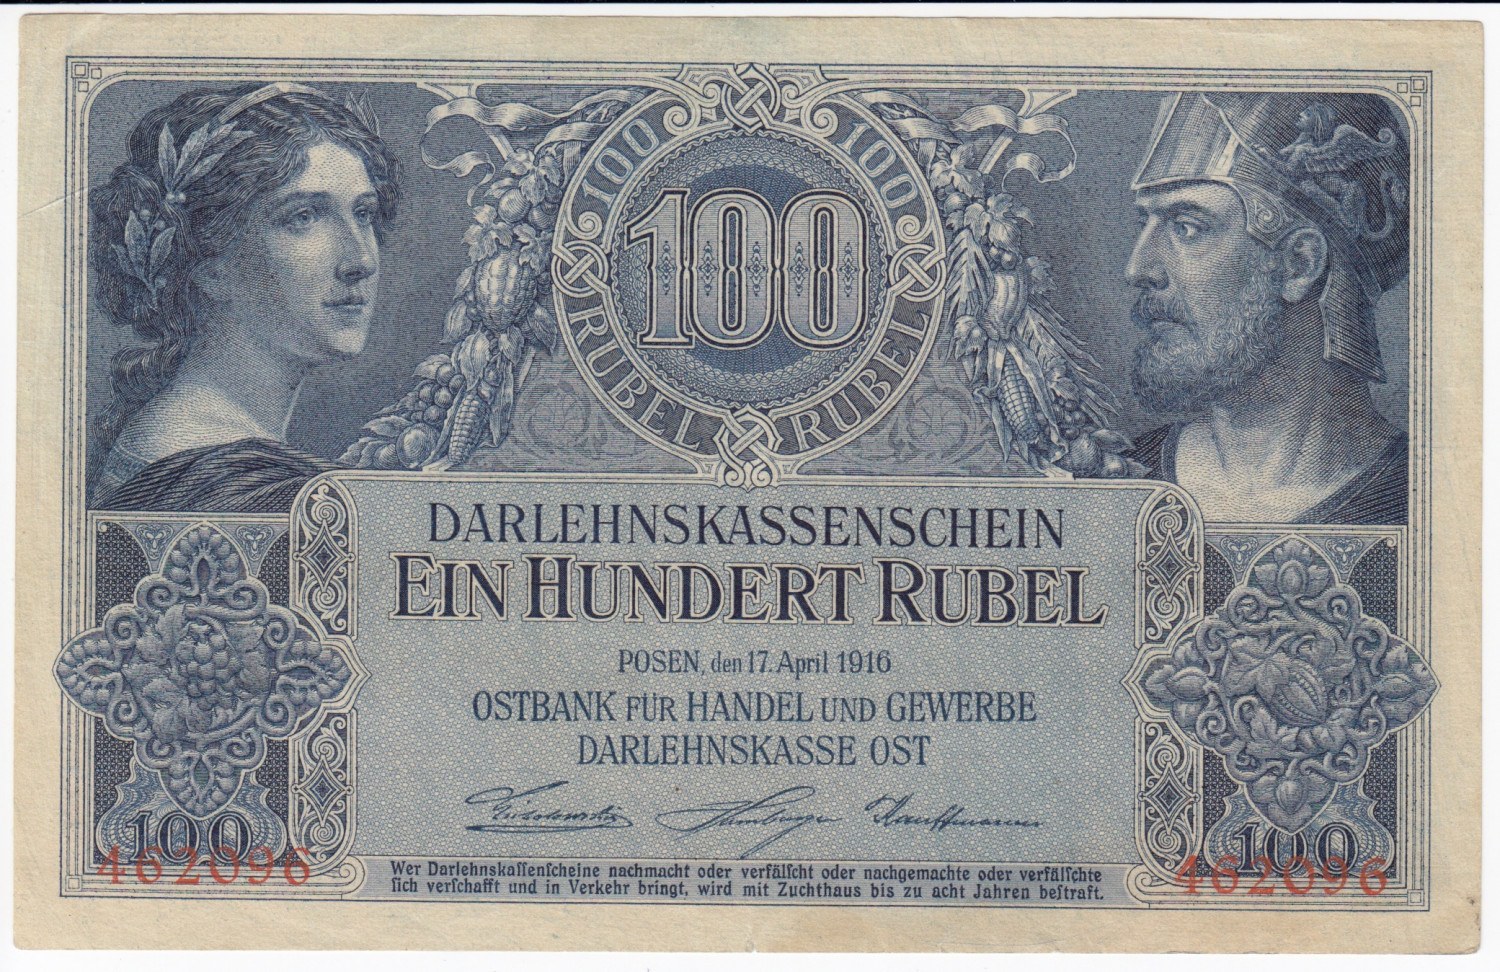 100 100
100
RUBEL RUBEL
DARLEHNSKASSENSCHEIN
EIN HUNDERT RUBEL
POSEN, den 17. April 1916
OSTBANK FÜR HANDEL UND GEWERBE
DARLEHNSKASSE OST
Hamburger Kauffmann
100 100
462096 462096
Wer Darlehnskaſſenſcheine nachmacht oder verfälſcht oder nachgemachte oder verfälſchte
ſich verſchafft und in Verkehr bringt, wird mit Zuchthaus bis zu acht Jahren beſtraft.